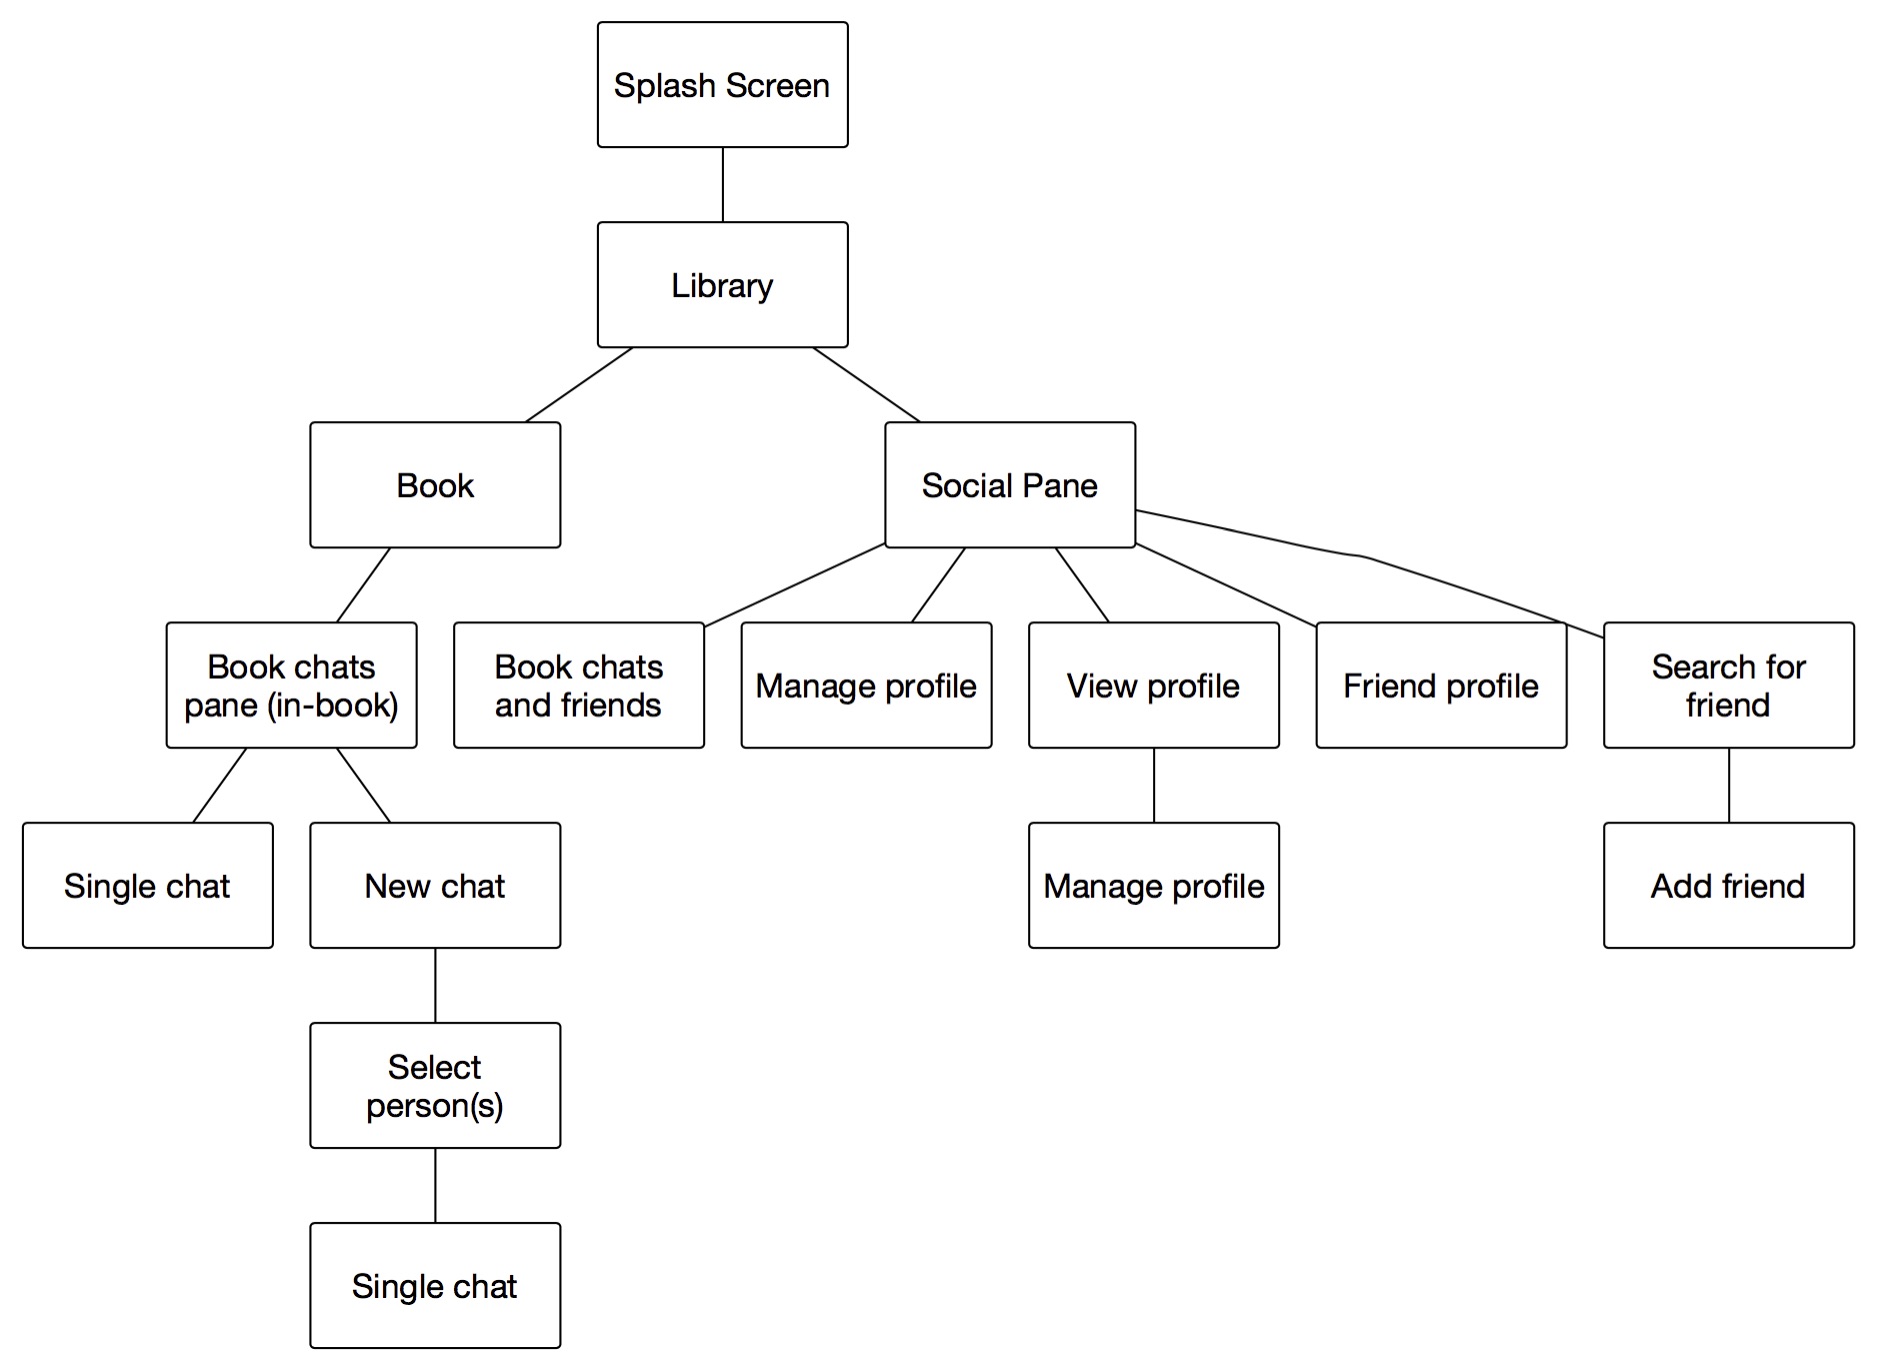 Splash Screen
Library
Book
Social Pane
Book chats
pane (in-book)
Book chats
and friends
Manage profile
View profile
Friend profile
Search for
friend
Single chat
New chat
Manage profile
Add friend
Select
person(s)
Single chat